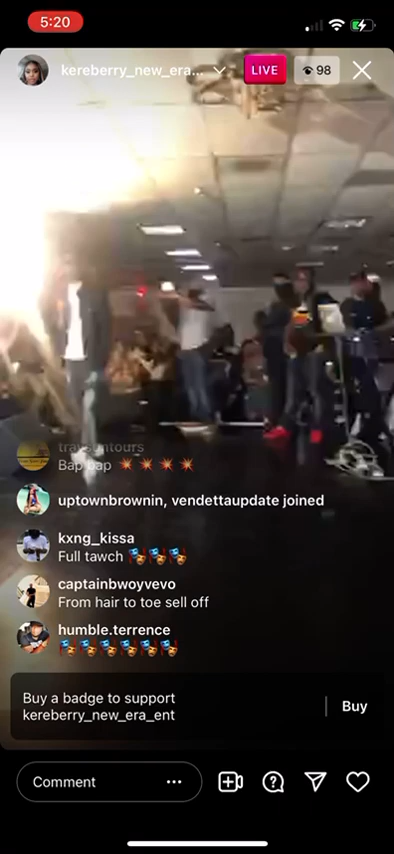 5:20
kereberry_new_era...
LIVE
98
traysontours
Bap bap 💥 💥 💥 💥
uptownbrownin, vendettaupdate joined
kxng_kissa
Full tawch 🎭🎭🎭🎭
captainbwoyvevo
From hair to toe sell off
humble.terrence
🎭🎭🎭🎭🎭🎭
Buy a badge to support
kereberry_new_era_ent
Buy
Comment